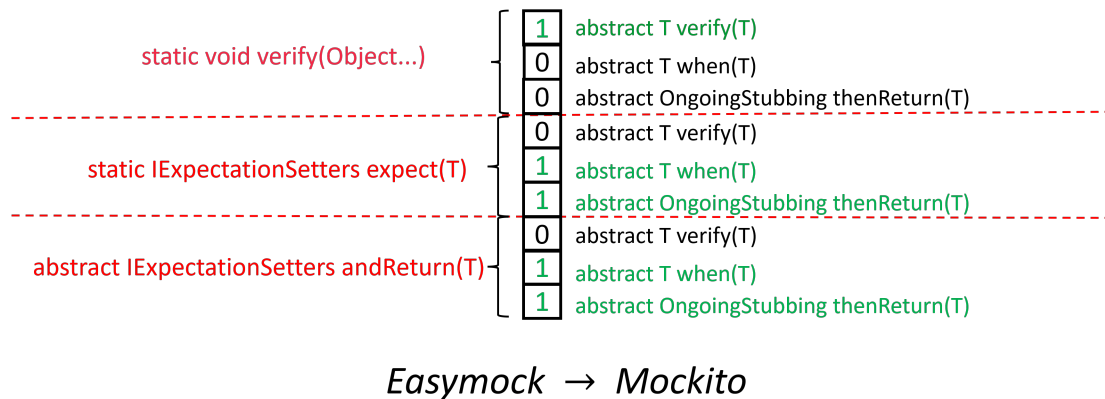 1 abstract T verify(T)
static void verify(Object...)
0 abstract T when(T)
0 abstract OngoingStubbing thenReturn(T)
0 abstract T verify(T)
static IExpectationSetters expect(T)
1 abstract T when(T)
1 abstract OngoingStubbing thenReturn(T)
0 abstract T verify(T)
abstract IExpectationSetters andReturn(T)
1 abstract T when(T)
1 abstract OngoingStubbing thenReturn(T)
Easymock → Mockito